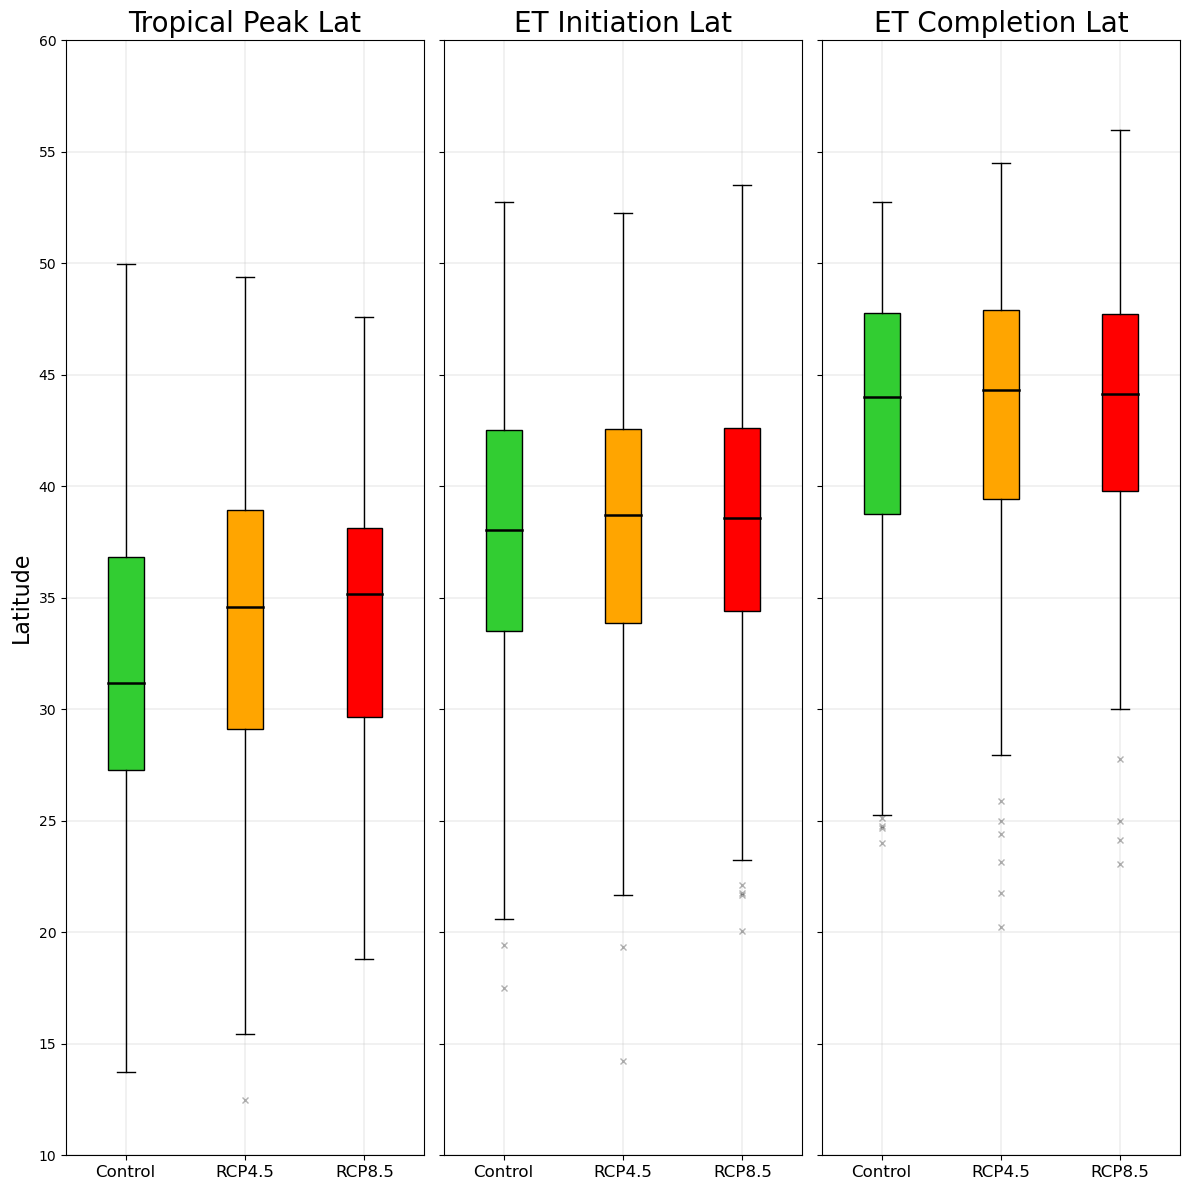 Tropical Peak Lat
ET Initiation Lat
ET Completion Lat
Latitude
60
55
50
45
40
35
30
25
20
15
10
Control
RCP4.5
RCP8.5
Control
RCP4.5
RCP8.5
Control
RCP4.5
RCP8.5